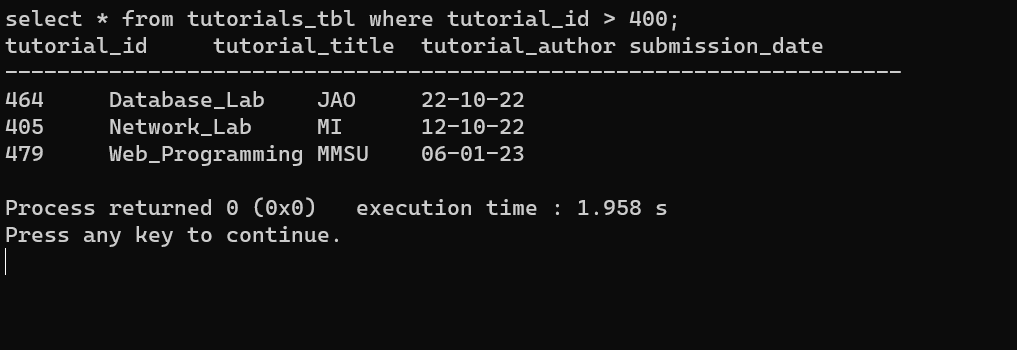 select * from tutorials_tbl where tutorial_id > 400;
tutorial_id     tutorial_title  tutorial_author submission_date
---------------------------------------------------------------------
464     Database_Lab    JAO     22-10-22
405     Network_Lab     MI      12-10-22
479     Web_Programming MMSU    06-01-23
Process returned 0 (0x0)   execution time : 1.958 s
Press any key to continue.